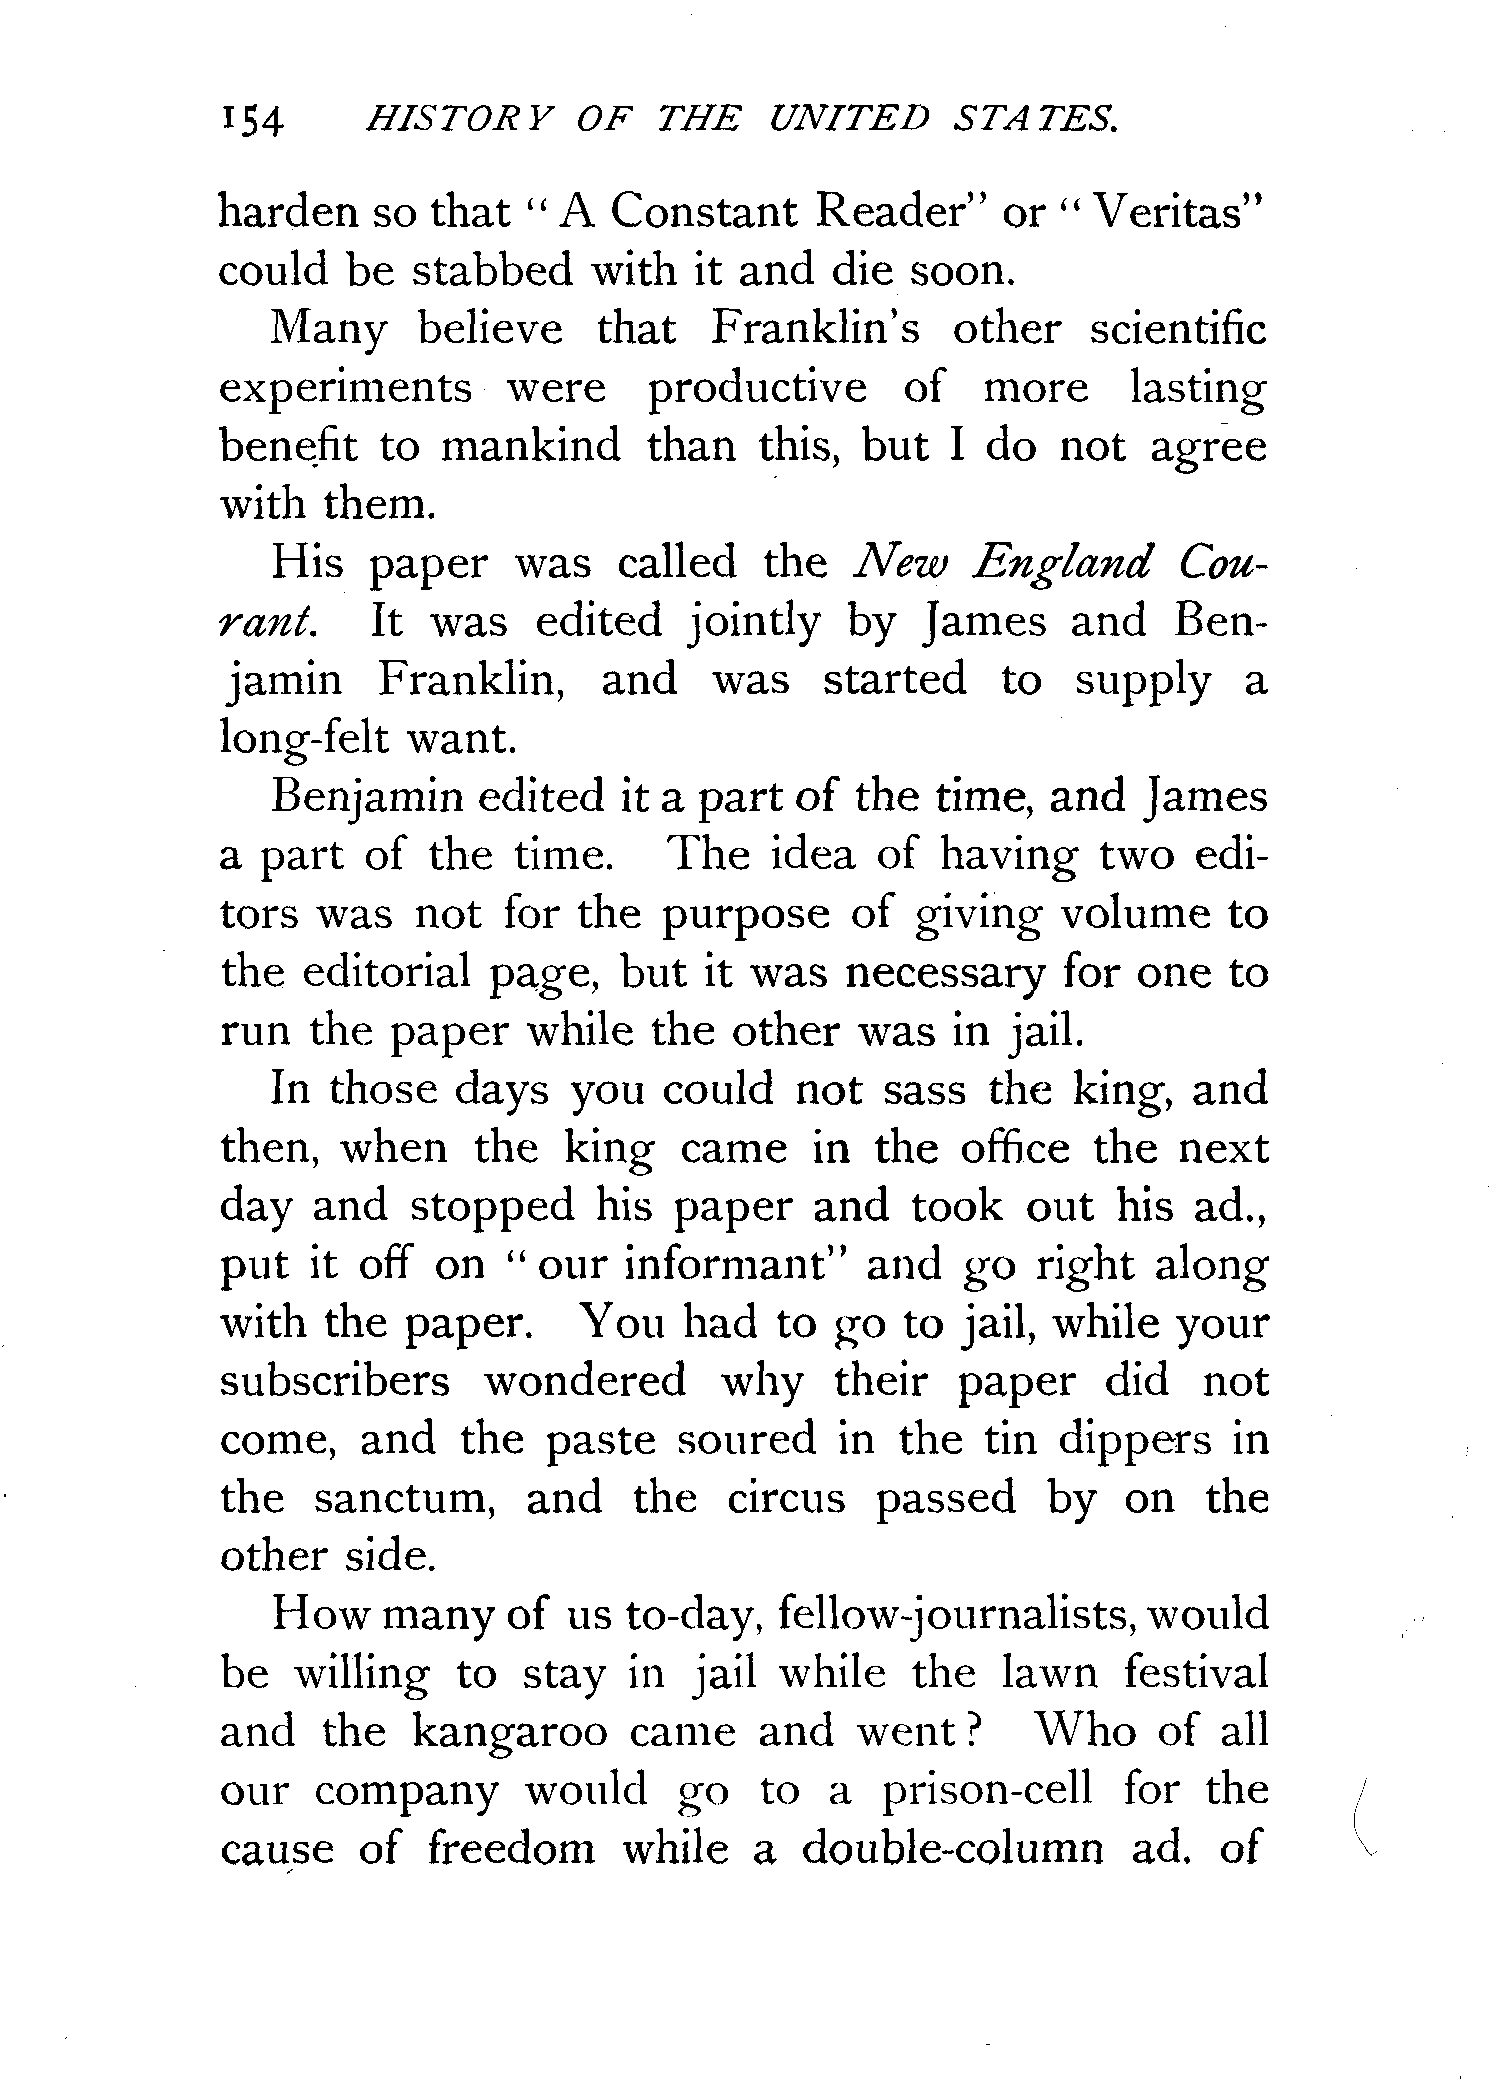 154 HISTORY OF THE UNITED STATES.
harden so that " A Constant Reader" or " Veritas"
could be stabbed with it and die soon.
Many believe that Franklin's other scientific
experiments were productive of more lasting
benefit to mankind than this, but I do not agree
with them.
His paper was called the New England Cou-
rant. It was edited jointly by James and Ben-
jamin Franklin, and was started to supply a
long-felt want.
Benjamin edited it a part of the time, and James
a part of the time. The idea of having two edi-
tors was not for the purpose of giving volume to
the editorial page, but it was necessary for one to
run the paper while the other was in jail.
In those days you could not sass the king, and
then, when the king came in the office the next
day and stopped his paper and took out his ad.,
put it off on " our informant" and go right along
with the paper. You had to go to jail, while your
subscribers wondered why their paper did not
come, and the paste soured in the tin dippers in
the sanctum, and the circus passed by on the
other side.
How many of us to-day, fellow-journalists, would
be willing to stay in jail while the lawn festival
and the kangaroo came and went ? Who of all
our company would go to a prison-cell for the
cause of freedom while a double-column ad. of